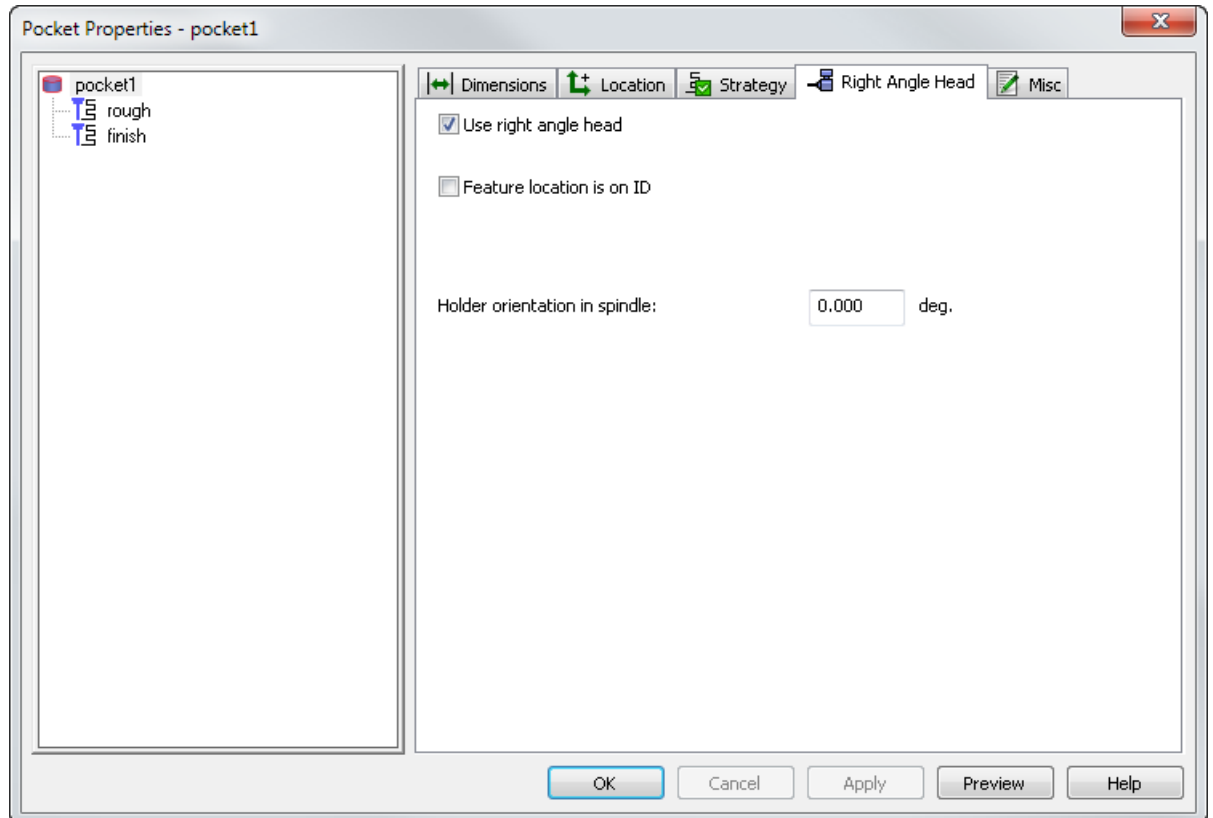 Pocket Properties - pocket1
pocket1
rough
finish
Dimensions Location Strategy Right Angle Head Misc
Use right angle head
Feature location is on ID
Holder orientation in spindle: 0.000 deg.
OK Cancel Apply Preview Help